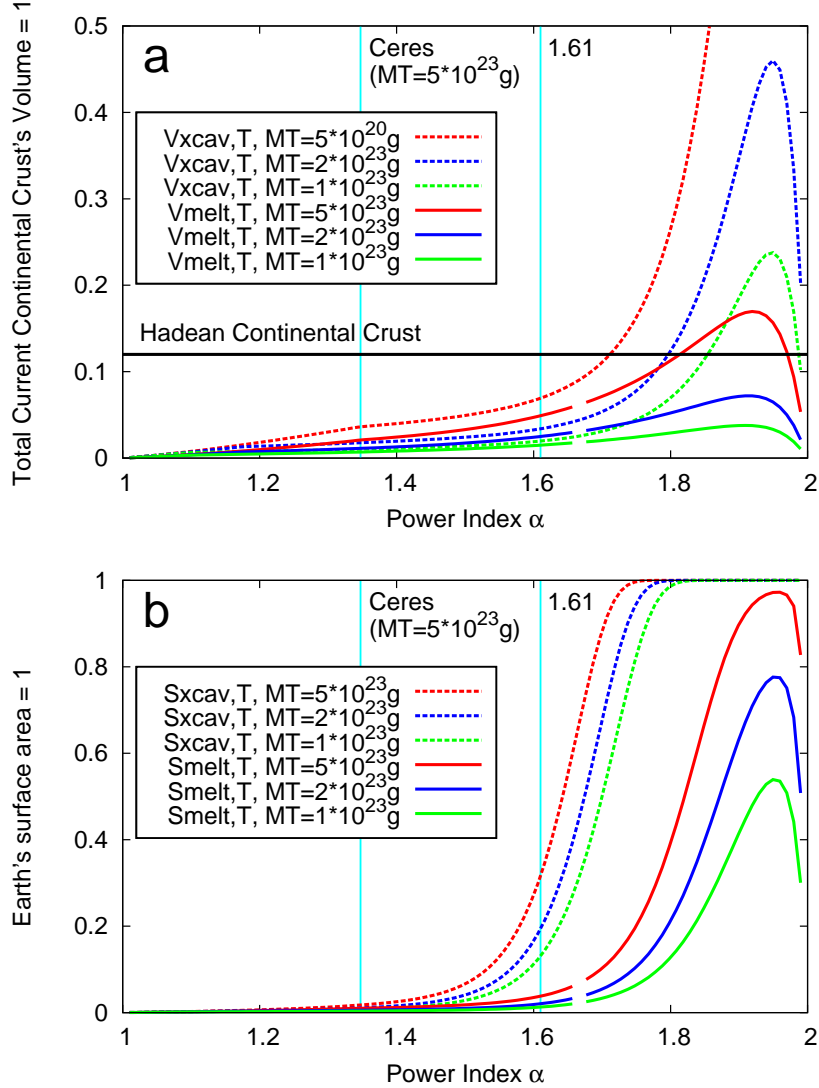 Total Current Continental Crust's Volume = 1
0.5
0.4
0.3
0.2
0.1
0
a
Ceres
(MT=5*10^23g)
1.61
Vxcav,T, MT=5*10^20g
Vxcav,T, MT=2*10^23g
Vxcav,T, MT=1*10^23g
Vmelt,T, MT=5*10^23g
Vmelt,T, MT=2*10^23g
Vmelt,T, MT=1*10^23g
Hadean Continental Crust
1 1.2 1.4 1.6 1.8 2
Power Index α
Earth's surface area = 1
1
0.8
0.6
0.4
0.2
0
b
Ceres
(MT=5*10^23g)
1.61
Sxcav,T, MT=5*10^23g
Sxcav,T, MT=2*10^23g
Sxcav,T, MT=1*10^23g
Smelt,T, MT=5*10^23g
Smelt,T, MT=2*10^23g
Smelt,T, MT=1*10^23g
1 1.2 1.4 1.6 1.8 2
Power Index α